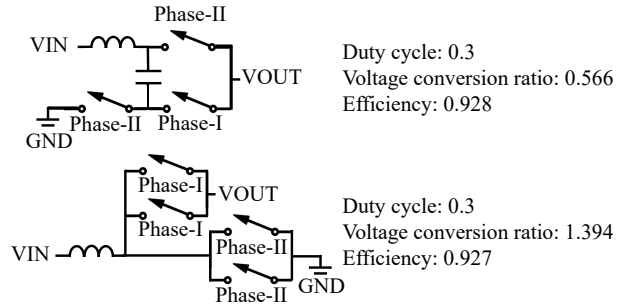 Phase-II
VIN
VOUT
Phase-II
Phase-I
GND
Duty cycle: 0.3
Voltage conversion ratio: 0.566
Efficiency: 0.928
Phase-I
VOUT
Phase-I
VIN
Phase-II
GND
Phase-II
Duty cycle: 0.3
Voltage conversion ratio: 1.394
Efficiency: 0.927